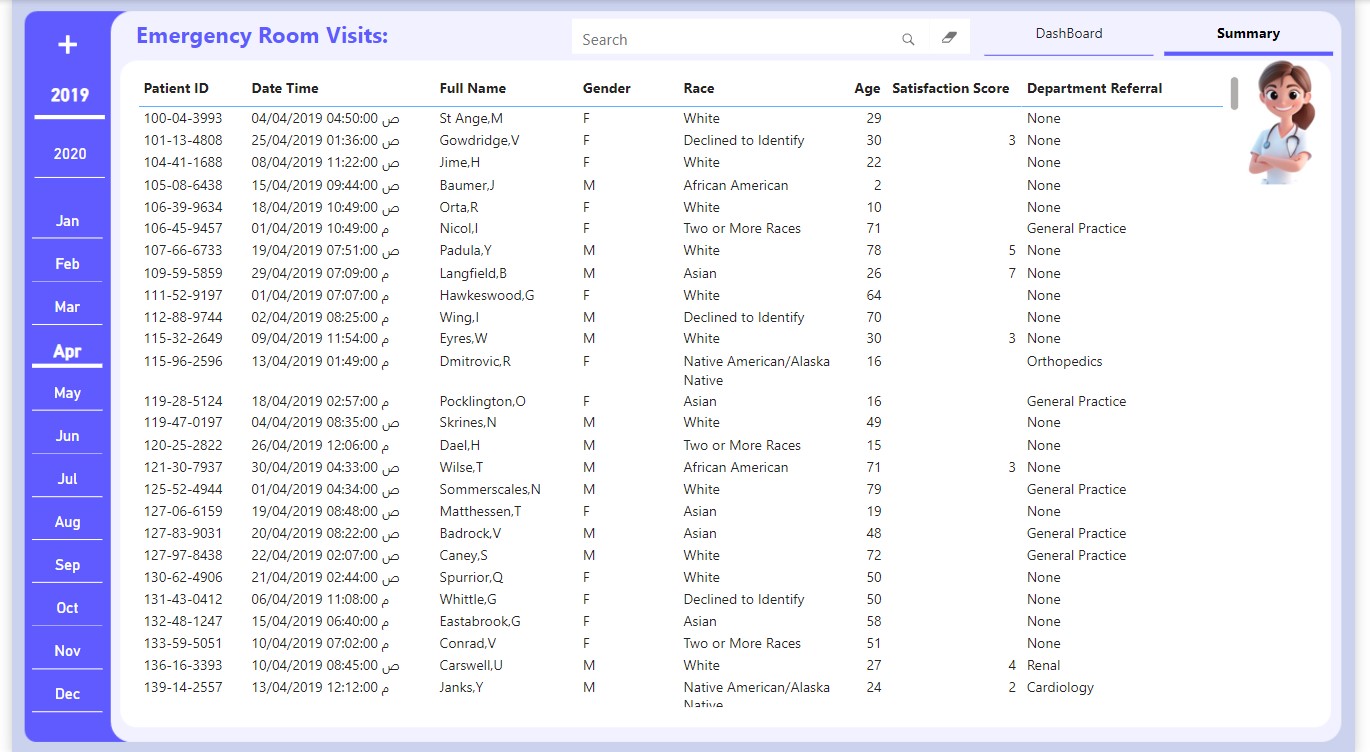 +
2019
2020
Jan
Feb
Mar
Apr
May
Jun
Jul
Aug
Sep
Oct
Nov
Dec
Emergency Room Visits:
Search
DashBoard
Summary
Patient ID Date Time Full Name Gender Race Age Satisfaction Score Department Referral
100-04-3993 04/04/2019 04:50:00 ص St Ange,M F White 29 None
101-13-4808 25/04/2019 01:36:00 ص Gowdridge,V F Declined to Identify 30 3 None
104-41-1688 08/04/2019 11:22:00 ص Jime,H F White 22 None
105-08-6438 15/04/2019 09:44:00 ص Baumer,J M African American 2 None
106-39-9634 18/04/2019 10:49:00 ص Orta,R F White 10 None
106-45-9457 01/04/2019 10:49:00 م Nicol,I F Two or More Races 71 General Practice
107-66-6733 19/04/2019 07:51:00 ص Padula,Y M White 78 5 None
109-59-5859 29/04/2019 07:09:00 م Langfield,B M Asian 26 7 None
111-52-9197 01/04/2019 07:07:00 م Hawkeswood,G F White 64 None
112-88-9744 02/04/2019 08:25:00 م Wing,I M Declined to Identify 70 None
115-32-2649 09/04/2019 11:54:00 م Eyres,W M White 30 3 None
115-96-2596 13/04/2019 01:49:00 م Dmitrovic,R F Native American/Alaska 16 Orthopedics
Native
119-28-5124 18/04/2019 02:57:00 م Pocklington,O F Asian 16 General Practice
119-47-0197 04/04/2019 08:35:00 ص Skrines,N M White 49 None
120-25-2822 26/04/2019 12:06:00 م Dael,H M Two or More Races 15 None
121-30-7937 30/04/2019 04:33:00 ص Wilse,T M African American 71 3 None
125-52-4944 01/04/2019 04:34:00 ص Sommerscales,N M White 79 General Practice
127-06-6159 19/04/2019 08:48:00 ص Matthessen,T F Asian 19 None
127-83-9031 20/04/2019 08:22:00 ص Badrock,V M Asian 48 General Practice
127-97-8438 22/04/2019 02:07:00 ص Caney,S M White 72 General Practice
130-62-4906 21/04/2019 02:44:00 ص Spurrior,Q F White 50 None
131-43-0412 06/04/2019 11:08:00 م Whittle,G F Declined to Identify 50 None
132-48-1247 15/04/2019 06:40:00 م Eastabrook,G F Asian 58 None
133-59-5051 10/04/2019 07:02:00 م Conrad,V F Two or More Races 51 None
136-16-3393 10/04/2019 08:45:00 ص Carswell,U M White 27 4 Renal
139-14-2557 13/04/2019 12:12:00 م Janks,Y M Native American/Alaska 24 2 Cardiology
Native